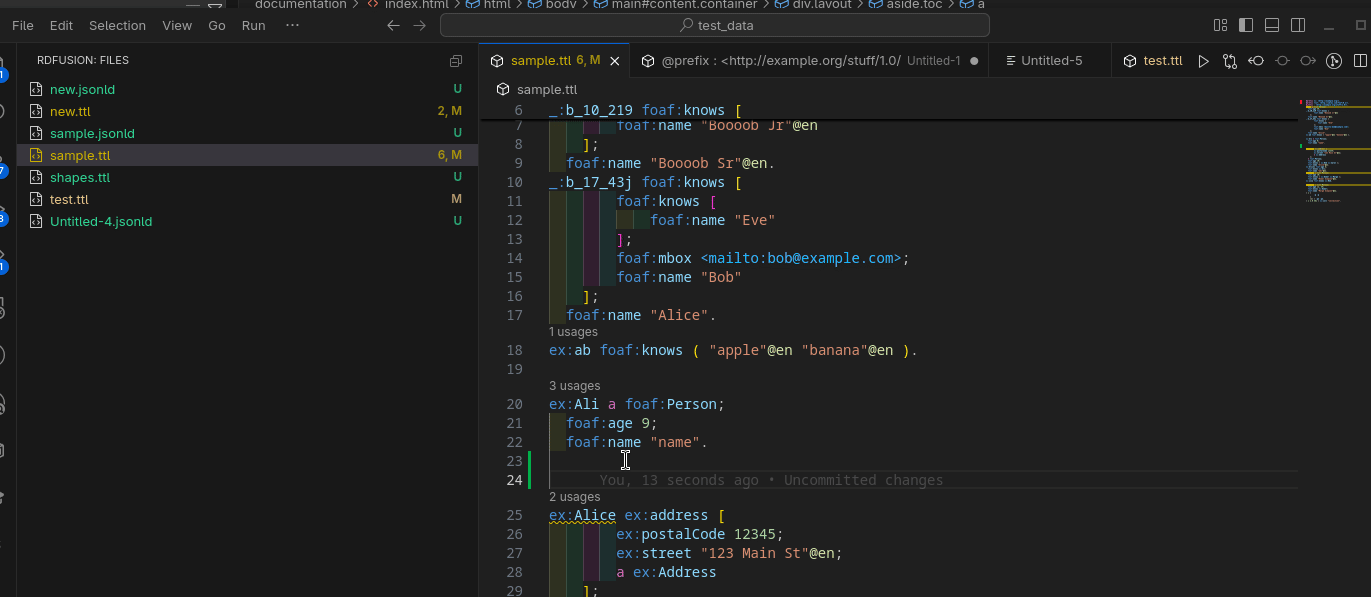 documentation index.html html body main#content.container div.layout aside.toc a
File Edit Selection View Go Run ··· test_data
RDFUSION: FILES
new.jsonld U
new.ttl 2, M
sample.jsonld U
sample.ttl 6, M
shapes.ttl U
test.ttl M
Untitled-4.jsonld U
sample.ttl 6, M @prefix : <http://example.org/stuff/1.0/ Untitled-1 Untitled-5 test.ttl
sample.ttl
6 _:b_10_219 foaf:knows [
7 foaf:name "Boooob Jr"@en
8 ];
9 foaf:name "Boooob Sr"@en.
10 _:b_17_43j foaf:knows [
11 foaf:knows [
12 foaf:name "Eve"
13 ];
14 foaf:mbox <mailto:bob@example.com>;
15 foaf:name "Bob"
16 ];
17 foaf:name "Alice".
1 usages
18 ex:ab foaf:knows ( "apple"@en "banana"@en ).
19
3 usages
20 ex:Ali a foaf:Person;
21 foaf:age 9;
22 foaf:name "name".
23
24 You, 13 seconds ago • Uncommitted changes
2 usages
25 ex:Alice ex:address [
26 ex:postalCode 12345;
27 ex:street "123 Main St"@en;
28 a ex:Address
29 ];